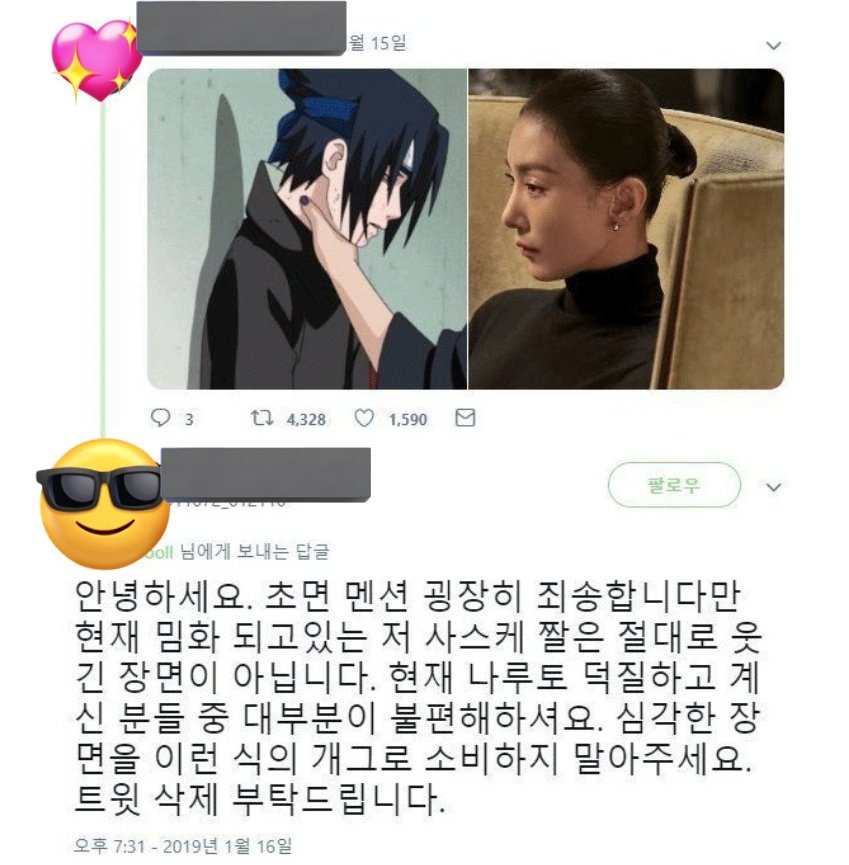 월 15일
3 4,328 1,590
팔로우
oll 님에게 보내는 답글
안녕하세요. 초면 멘션 굉장히 죄송합니다만
현재 밈화 되고있는 저 사스케 짤은 절대로 웃
긴 장면이 아닙니다. 현재 나루토 덕질하고 계
신 분들 중 대부분이 불편해하셔요. 심각한 장
면을 이런 식의 개그로 소비하지 말아주세요.
트윗 삭제 부탁드립니다.
오후 7:31 - 2019년 1월 16일